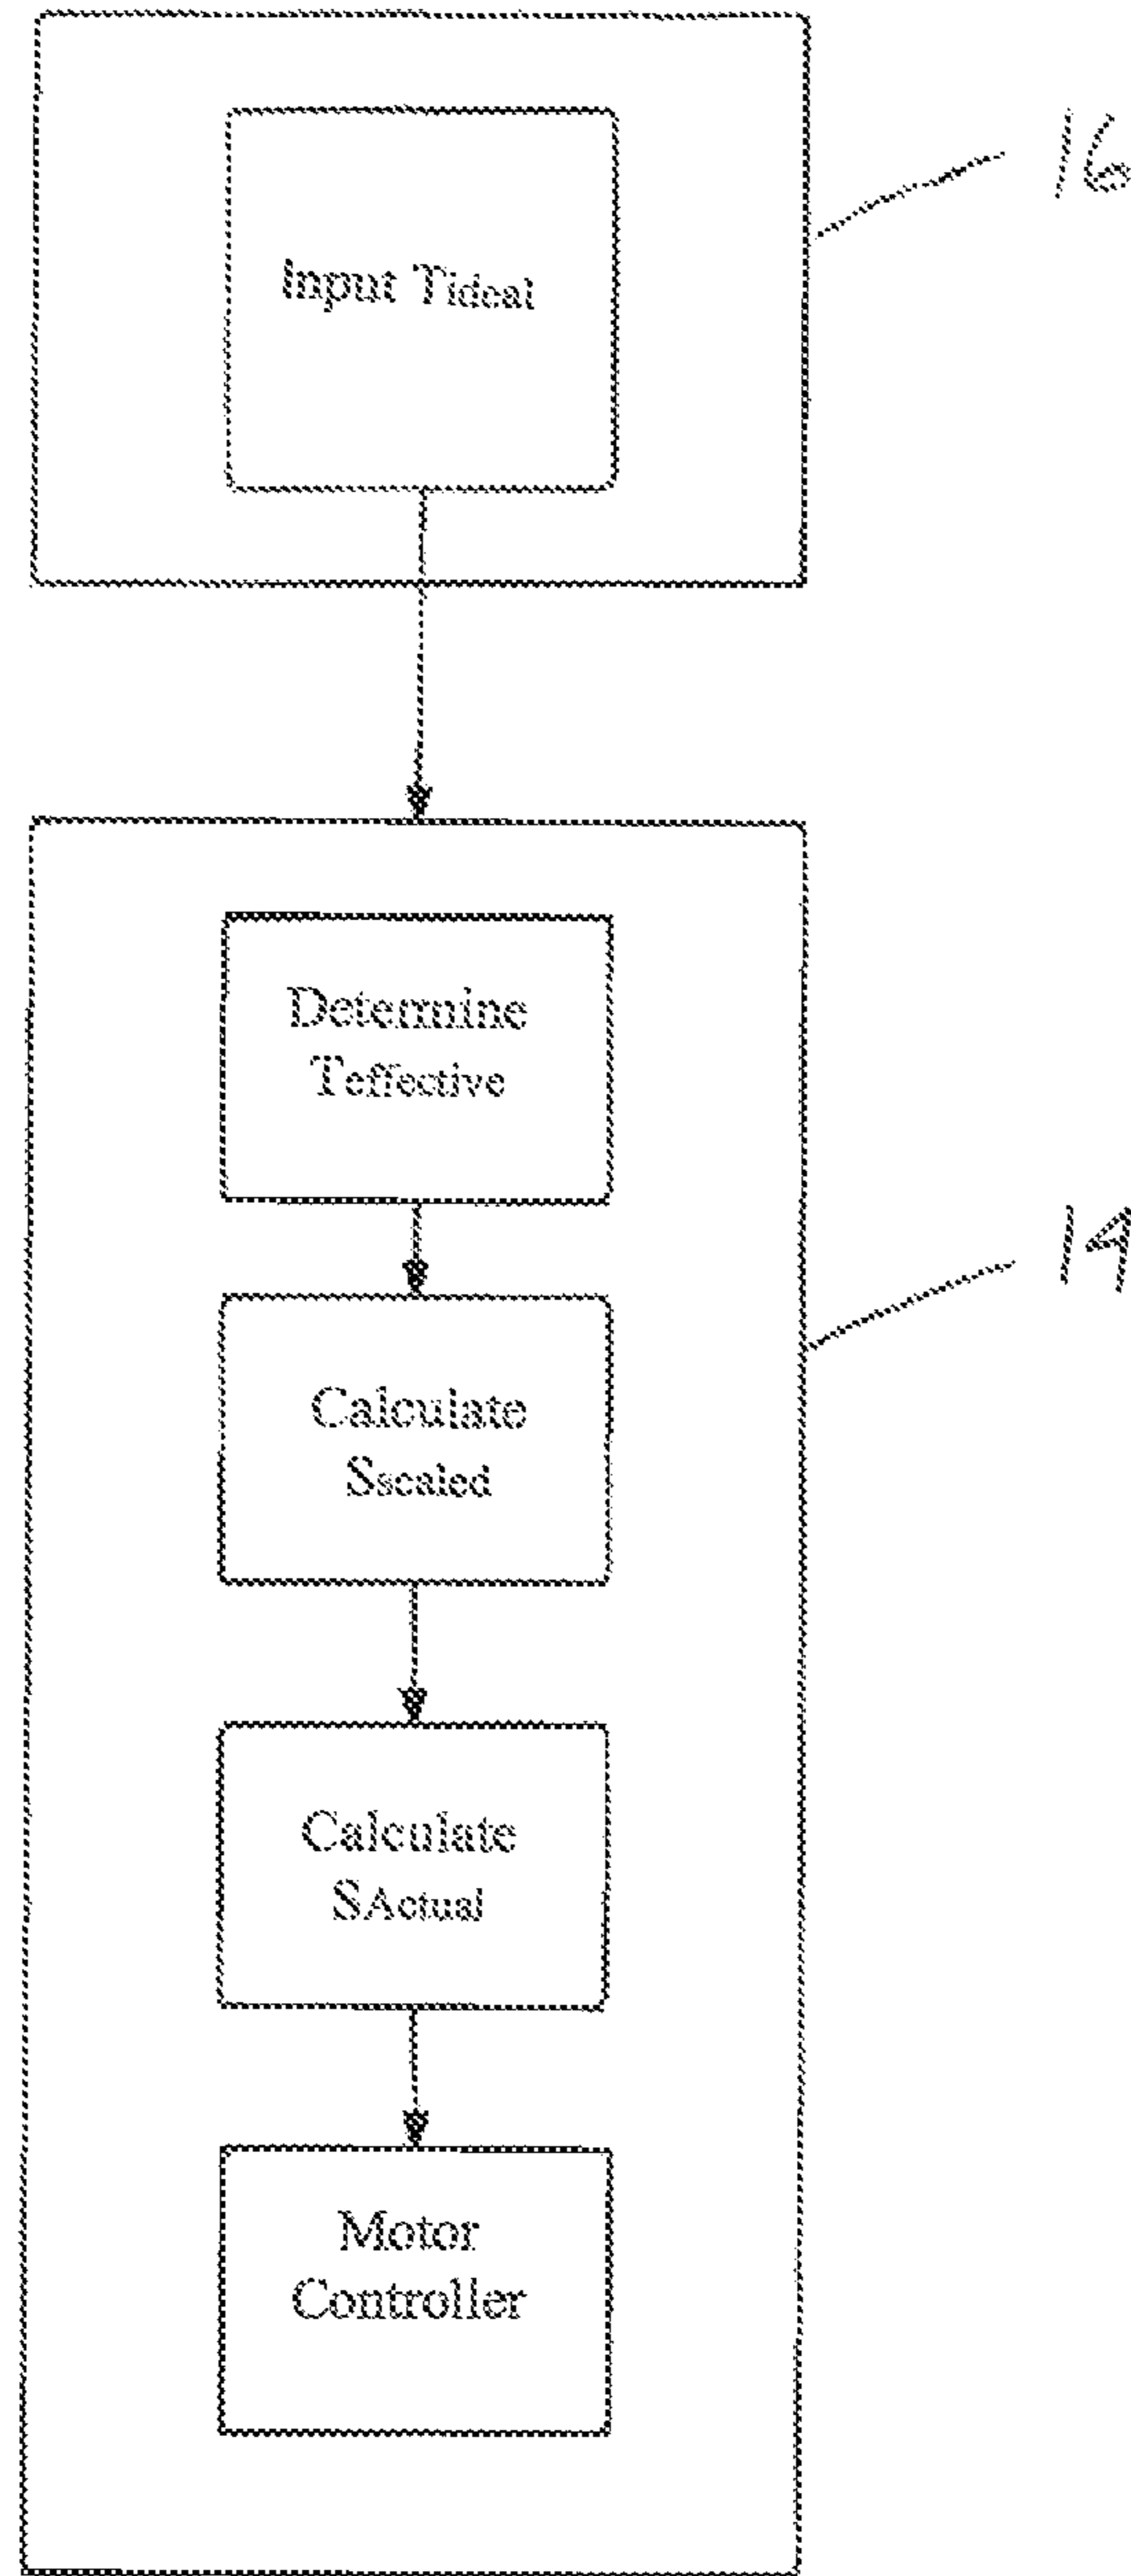 Input Tideal
16
Determine
Teffective
14
Calculate
Sscaled
Calculate
SActual
Motor
Controller